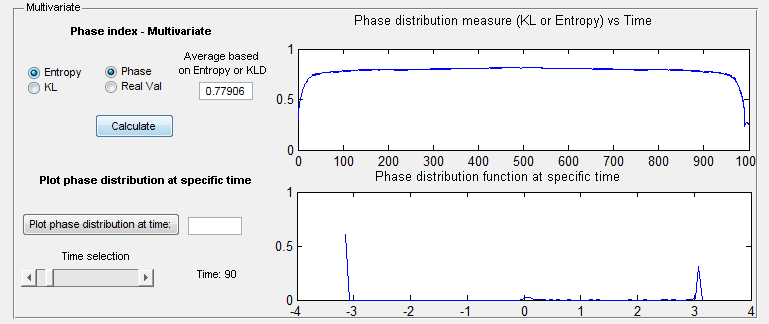 Multivariate
Phase index - Multivariate
Entropy
KL
Phase
Real Val
Average based
on Entropy or KLD
0.77906
Calculate
Plot phase distribution at specific time
Plot phase distribution at time:
Time selection
Time: 90
Phase distribution measure (KL or Entropy) vs Time
1
0.5
0
0 100 200 300 400 500 600 700 800 900 1000
Phase distribution function at specific time
1
0.5
0
-4 -3 -2 -1 0 1 2 3 4